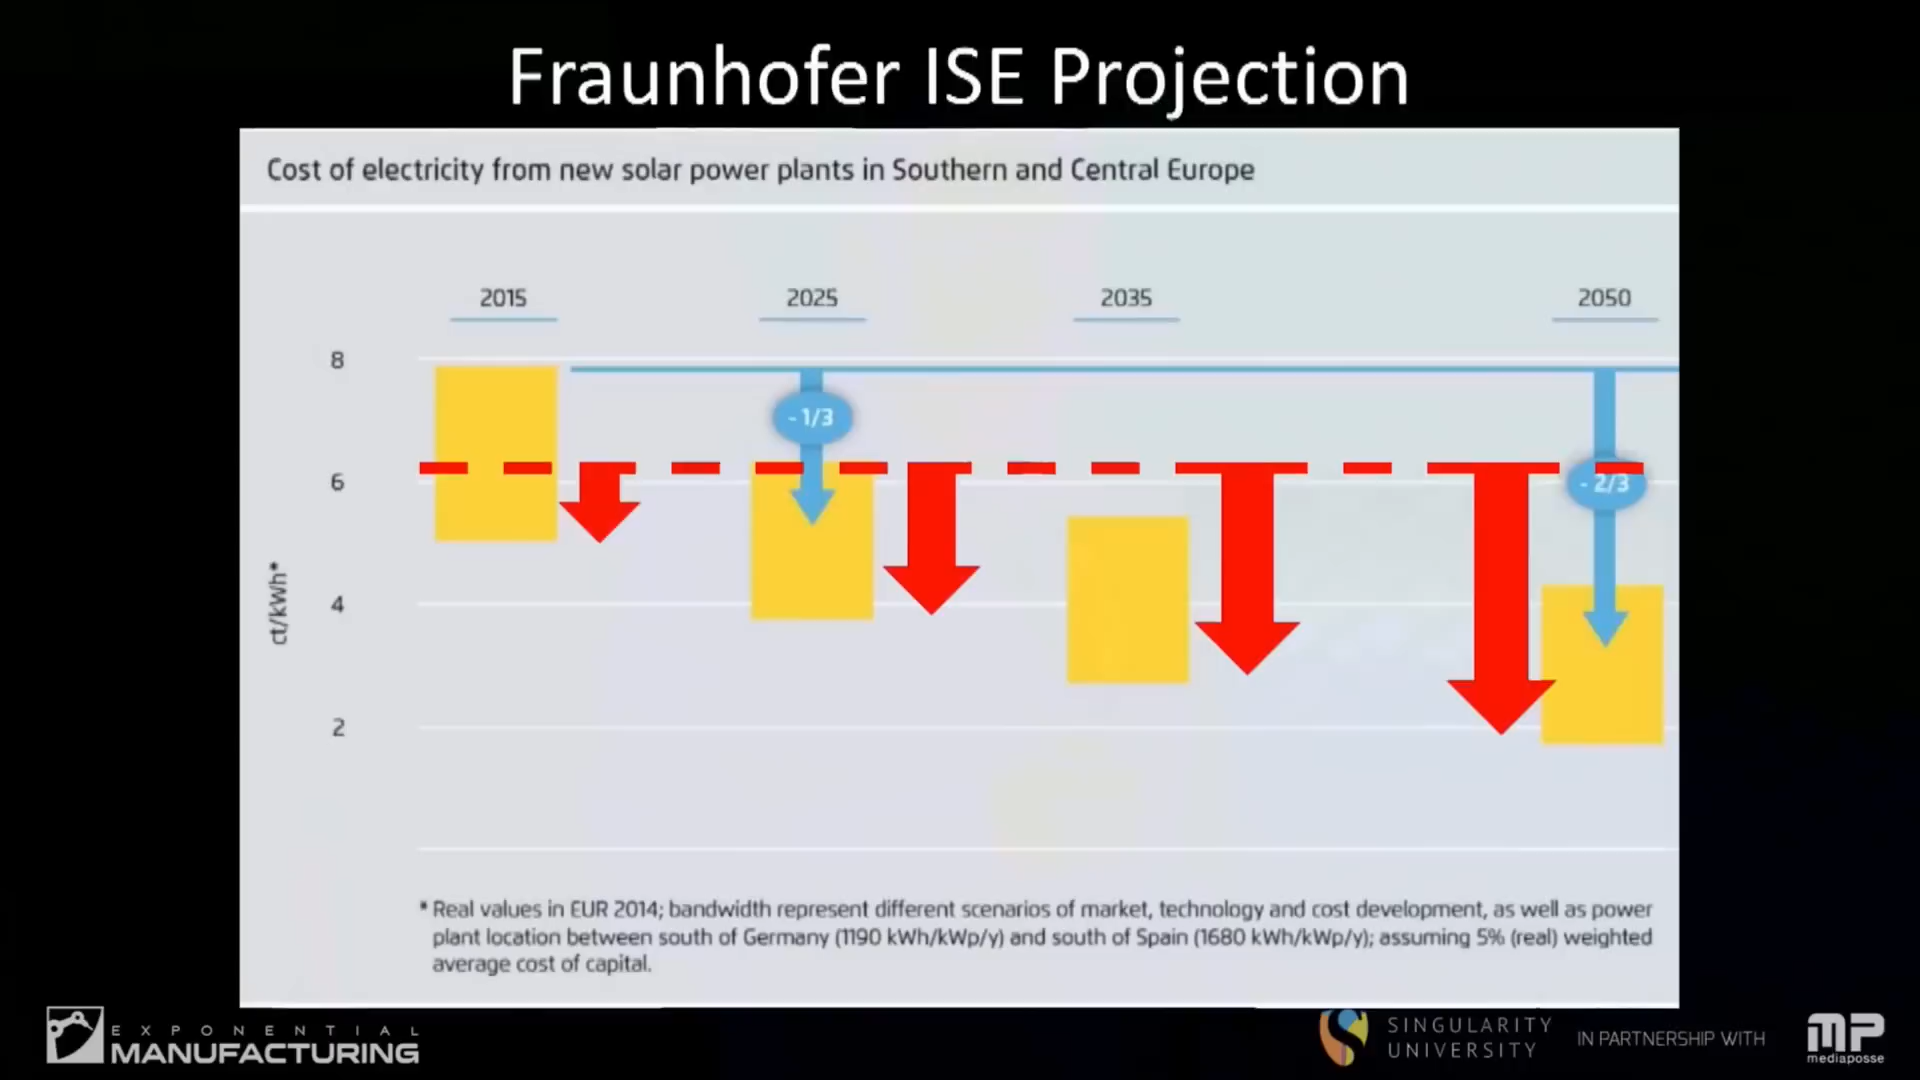 Fraunhofer ISE Projection
Cost of electricity from new solar power plants in Southern and Central Europe
2015 2025 2035 2050
8
- 1/3
6
- 2/3
4
ct/kWh*
2
* Real values in EUR 2014; bandwidth represent different scenarios of market, technology and cost development, as well as power
plant location between south of Germany (1190 kWh/kWp/y) and south of Spain (1680 kWh/kWp/y); assuming 5% (real) weighted
average cost of capital.
EXPONENTIAL
MANUFACTURING
SINGULARITY
UNIVERSITY
IN PARTNERSHIP WITH
MP
mediaposse